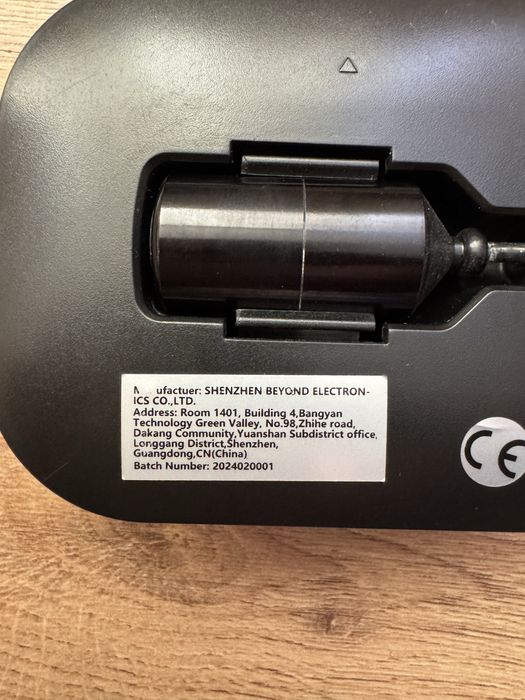 ufactuer: SHENZHEN BEYOND ELECTRON-
ICS CO.,LTD.
Address: Room 1401, Building 4,Bangyan
Technology Green Valley, No.98,Zhihe road,
Dakang Community,Yuanshan Subdistrict office,
Longgang District,Shenzhen,
Guangdong,CN(China)
Batch Number: 2024020001
CE